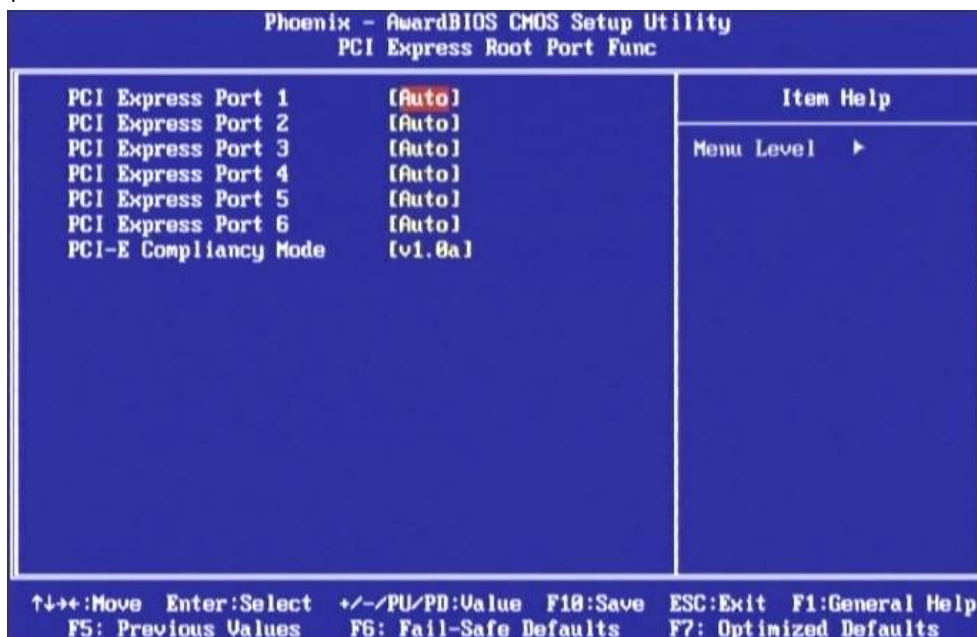 Phoenix - AwardBIOS CMOS Setup Utility
PCI Express Root Port Func
PCI Express Port 1 [Auto]
PCI Express Port 2 [Auto]
PCI Express Port 3 [Auto]
PCI Express Port 4 [Auto]
PCI Express Port 5 [Auto]
PCI Express Port 6 [Auto]
PCI-E Compliancy Mode [v1.0a]
Item Help
Menu Level ►
↑↓→←:Move Enter:Select +/-/PU/PD:Value F10:Save ESC:Exit F1:General Help
F5: Previous Values F6: Fail-Safe Defaults F7: Optimized Defaults